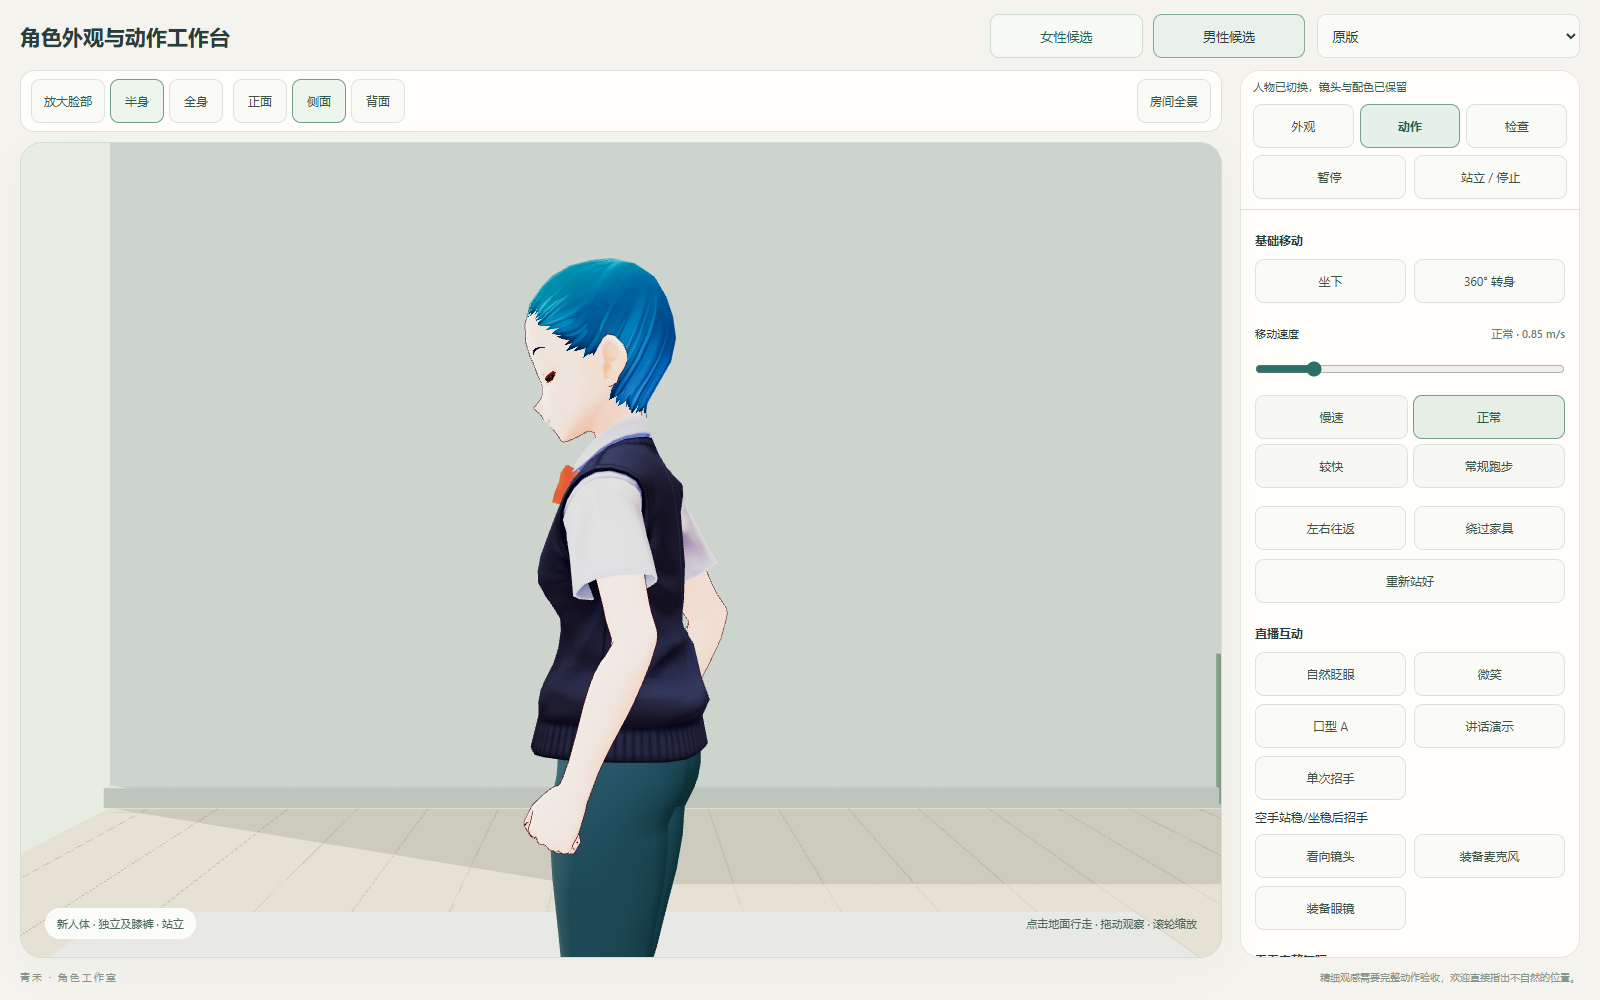 角色外观与动作工作台
女性候选
男性候选
原版
放大脸部
半身
全身
正面
侧面
背面
房间全景
人物已切换，镜头与配色已保留
外观
动作
检查
暂停
站立 / 停止
基础移动
坐下
360° 转身
移动速度
正常 · 0.85 m/s
慢速
正常
较快
常规跑步
左右往返
绕过家具
重新站好
直播互动
自然眨眼
微笑
口型 A
讲话演示
单次招手
空手站稳/坐稳后招手
看向镜头
装备麦克风
装备眼镜
新人体 · 独立及膝裤 · 站立
点击地面行走 · 拖动观察 · 滚轮缩放
青禾 · 角色工作室
精细观感需要完整动作验收，欢迎直接指出不自然的位置。